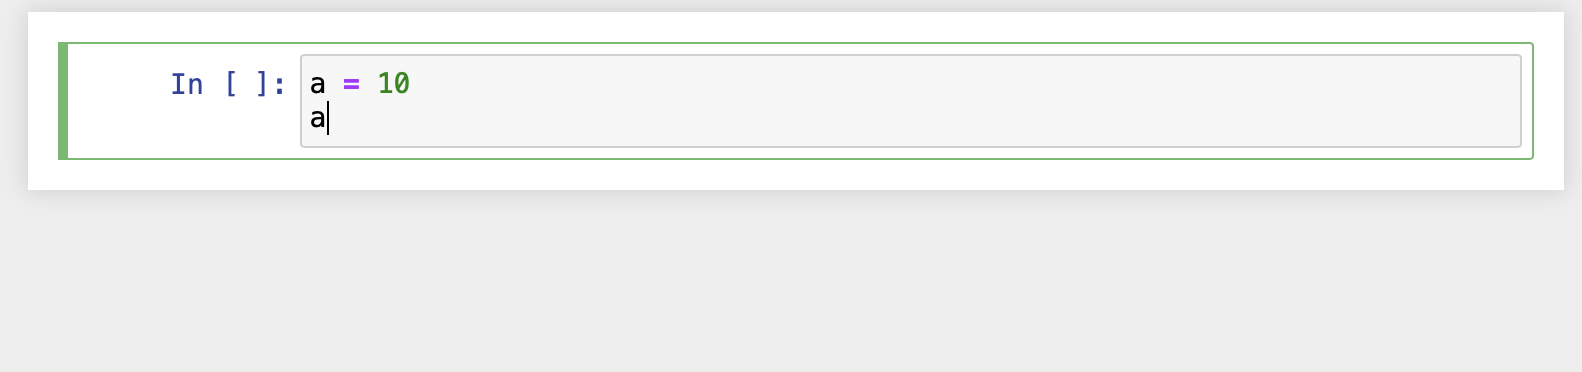 In [ ]: a = 10
a